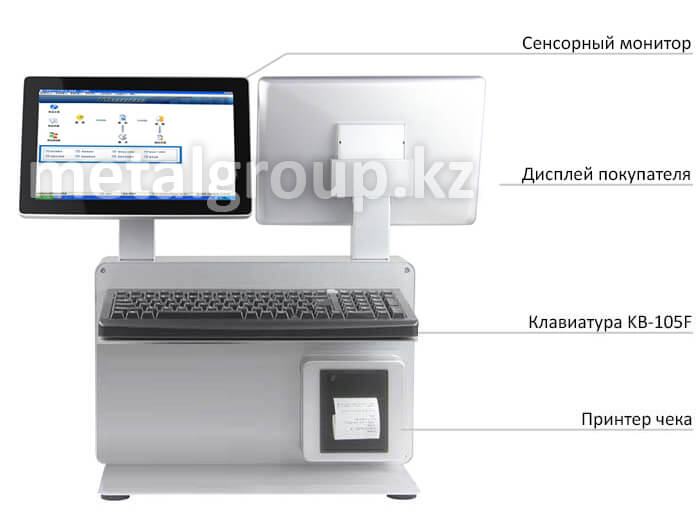 Сенсорный монитор
metalgroup.kz
Дисплей покупателя
Клавиатура KB-105F
Принтер чека